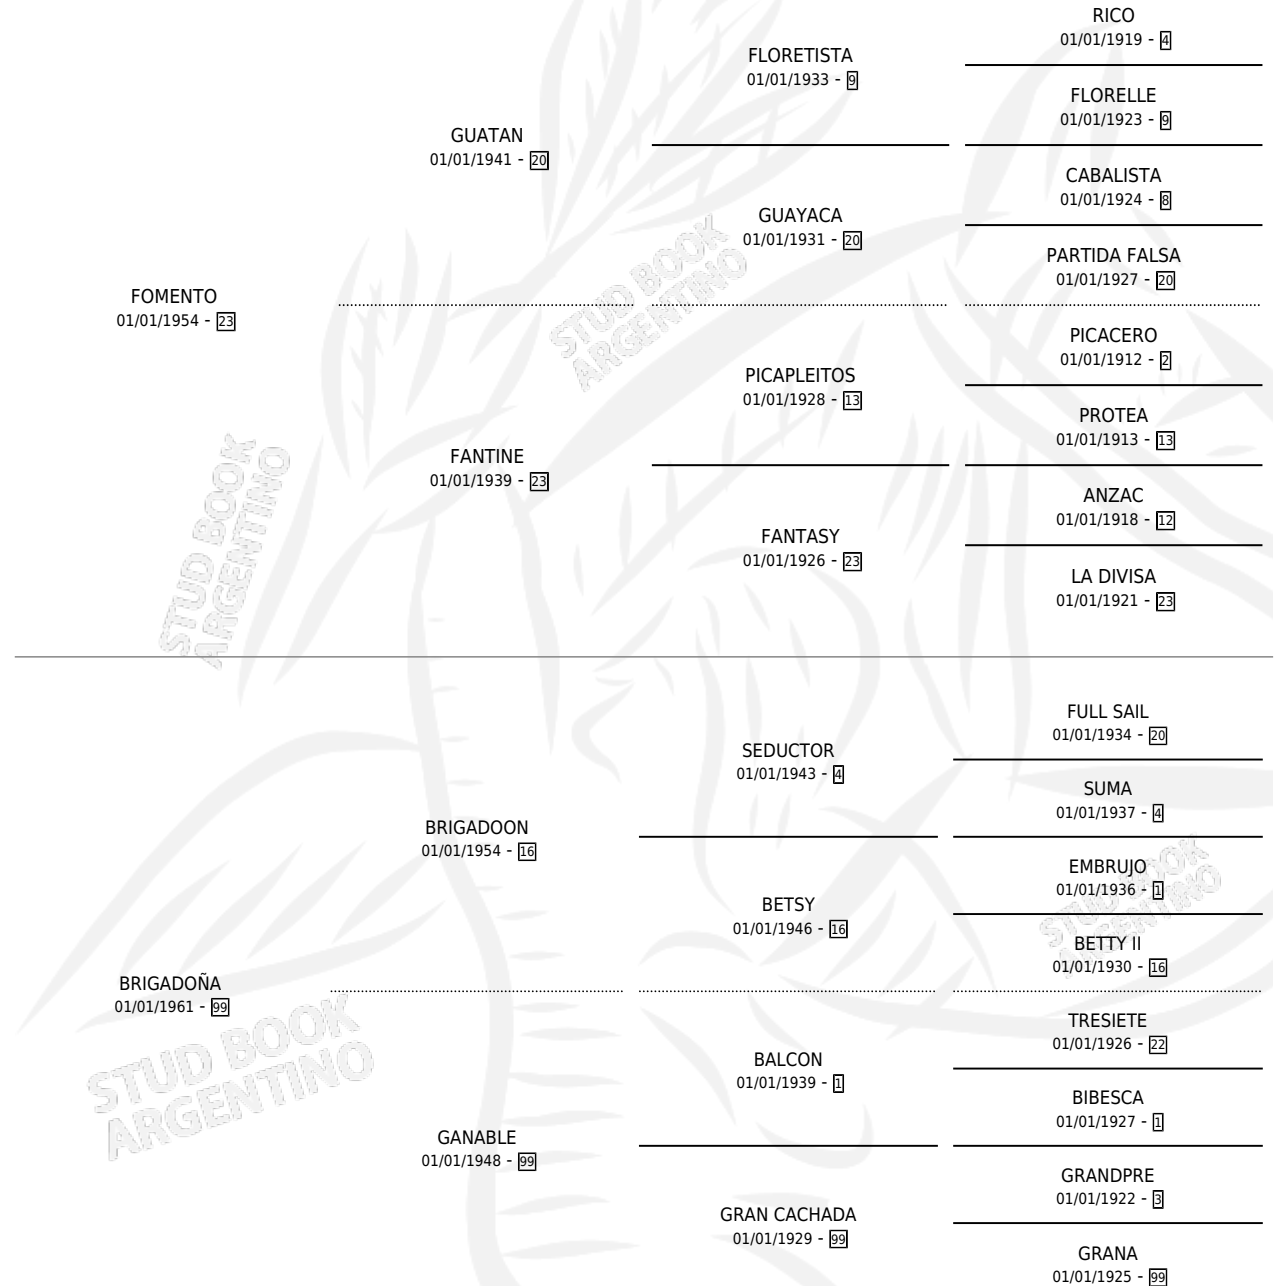 RICO
01/01/1919 - 4
FLORETISTA
01/01/1933 - 9
FLORELLE
01/01/1923 - 9
GUATAN
01/01/1941 - 20
CABALISTA
01/01/1924 - 8
GUAYACA
01/01/1931 - 20
PARTIDA FALSA
01/01/1927 - 20
FOMENTO
01/01/1954 - 23
PICACERO
01/01/1912 - 2
PICAPLEITOS
01/01/1928 - 13
PROTEA
01/01/1913 - 13
FANTINE
01/01/1939 - 23
ANZAC
01/01/1918 - 12
FANTASY
01/01/1926 - 23
LA DIVISA
01/01/1921 - 23
FULL SAIL
01/01/1934 - 20
SEDUCTOR
01/01/1943 - 4
SUMA
01/01/1937 - 4
BRIGADOON
01/01/1954 - 16
EMBRUJO
01/01/1936 - 1
BETSY
01/01/1946 - 16
BETTY II
01/01/1930 - 16
BRIGADOÑA
01/01/1961 - 99
TRESIETE
01/01/1926 - 22
BALCON
01/01/1939 - 1
BIBESCA
01/01/1927 - 1
GANABLE
01/01/1948 - 99
GRANDPRE
01/01/1922 - 3
GRAN CACHADA
01/01/1929 - 99
GRANA
01/01/1925 - 99
STUD BOOK
ARGENTINO
STUD BOOK
ARGENTINO
STUD BOOK
ARGENTINO
STUD BOOK
ARGENTINO